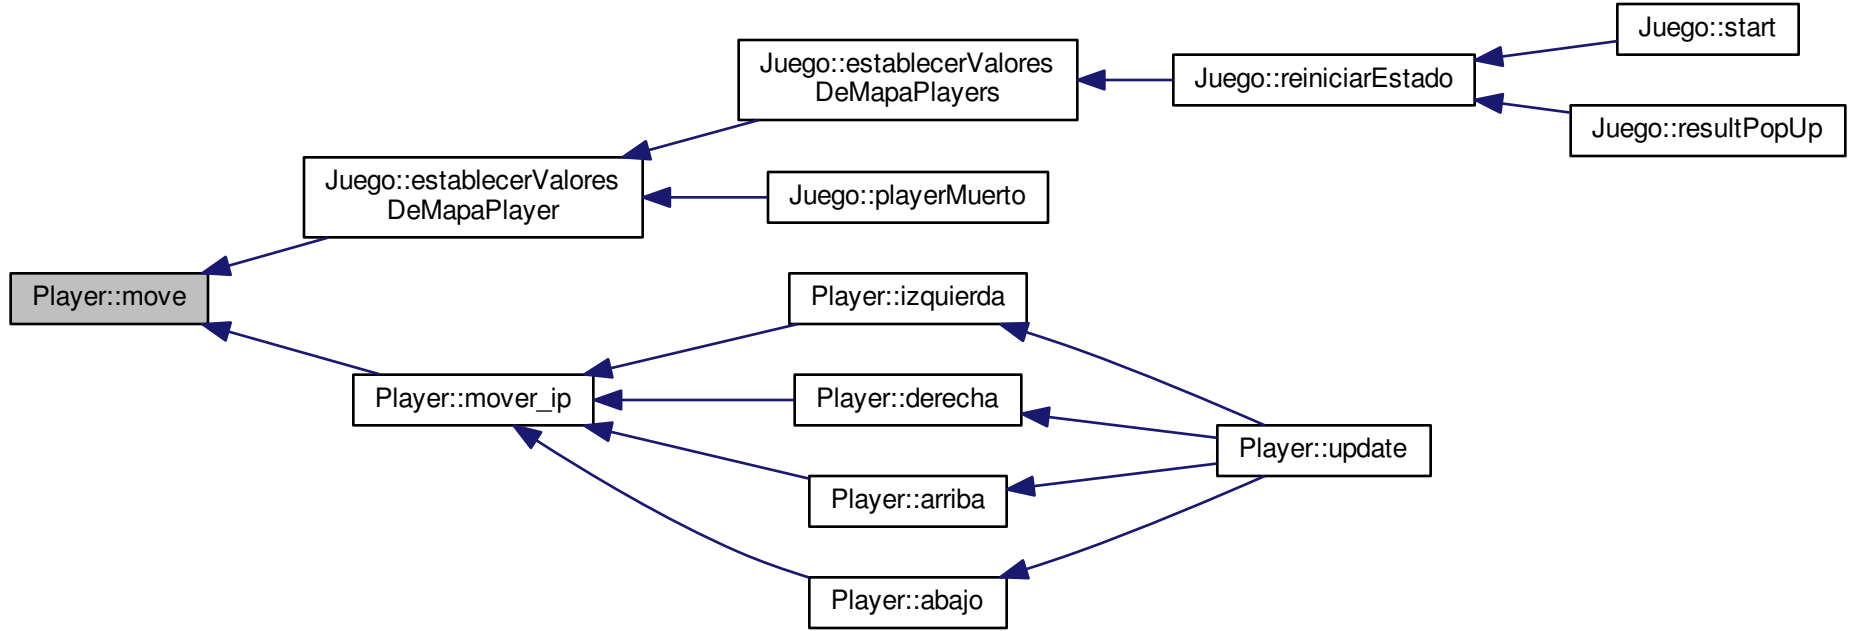 Juego::start
Juego::establecerValores
DeMapaPlayers
Juego::reiniciarEstado
Juego::resultPopUp
Juego::establecerValores
DeMapaPlayer
Juego::playerMuerto
Player::move
Player::izquierda
Player::mover_ip
Player::derecha
Player::update
Player::arriba
Player::abajo